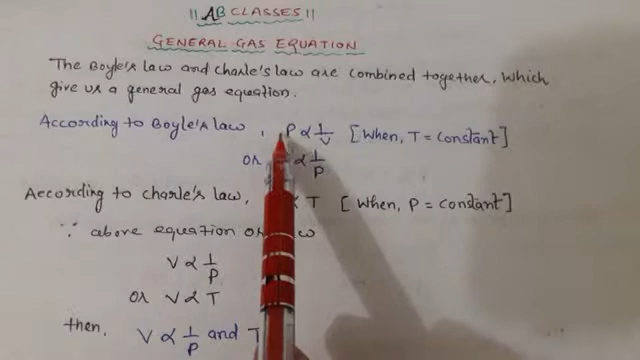 || AB CLASSES ||
GENERAL GAS EQUATION
The Boyle's law and Charle's law are combined together, which
give us a general gas equation.
According to Boyle's law , P ∝ 1/V [When, T = constant]
or ∝ 1/P
According to charle's law, T [When, P = constant]
∵ above equation
V ∝ 1/P
or V ∝ T
then, V ∝ 1/P and T